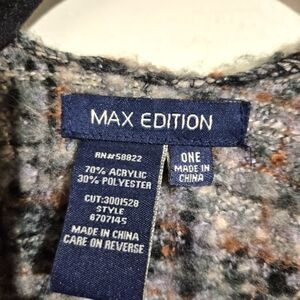 MAX EDITION
RN#58822
70% ACRYLIC
30% POLYESTER
CUT:3001528
STYLE
6707145
MADE IN CHINA
CARE ON REVERSE
ONE
MADE IN
CHINA